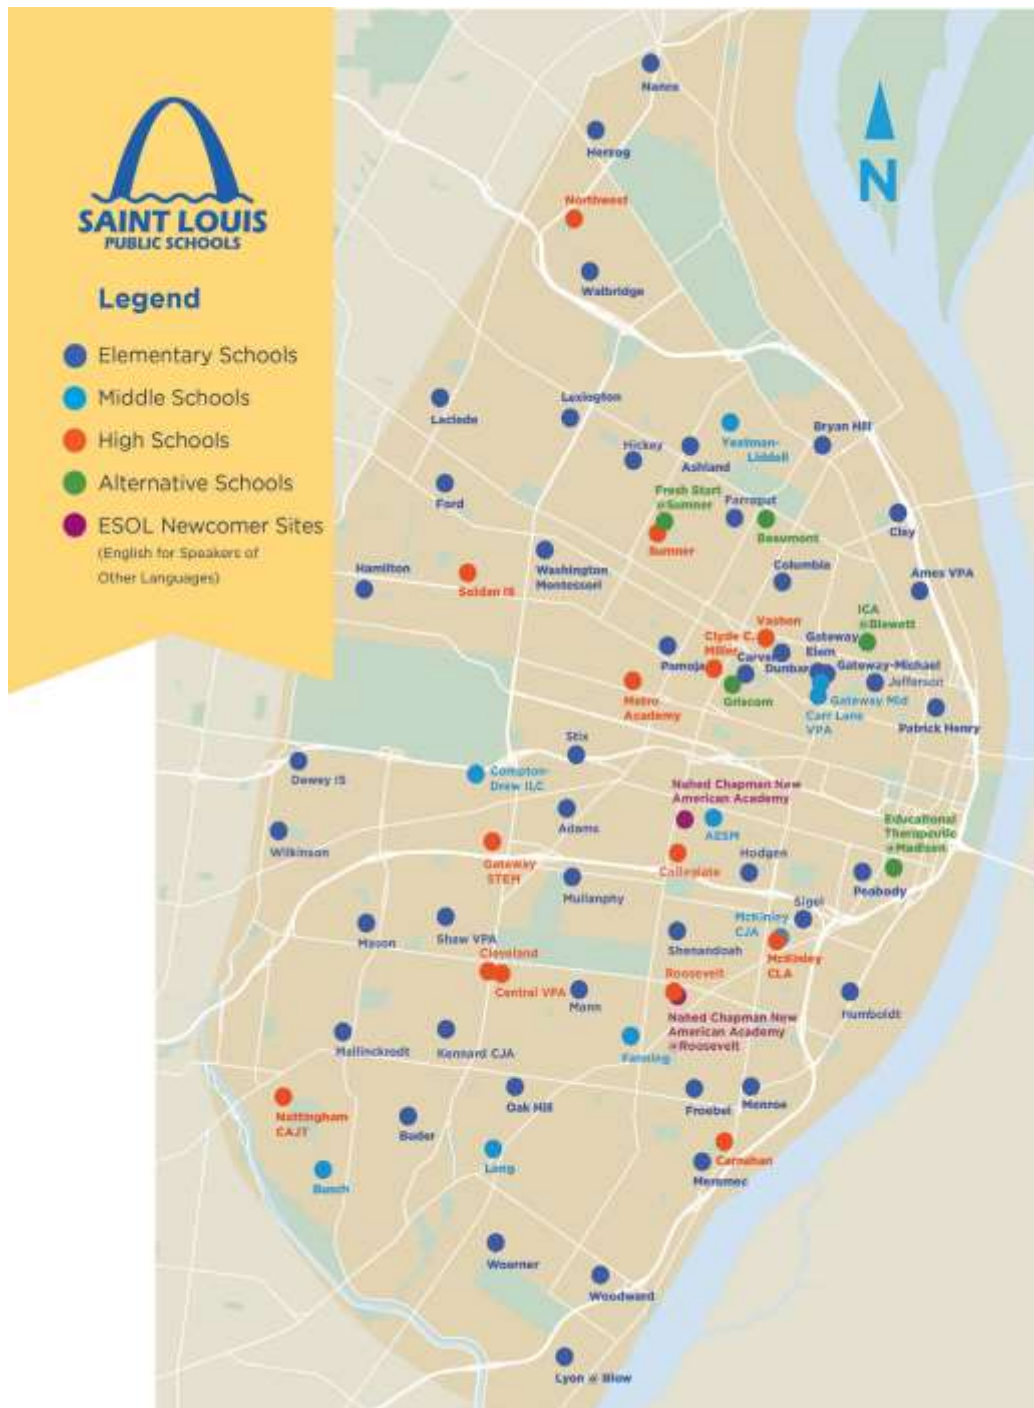 SAINT LOUIS
PUBLIC SCHOOLS
Legend
Elementary Schools
Middle Schools
High Schools
Alternative Schools
ESOL Newcomer Sites
(English for Speakers of
Other Languages)
N
Nance
Herzog
Northwest
Walbridge
Laclede
Lexington
Hickey
Ashland
Yeatman-
Liddell
Bryan Hill
Ford
Fresh Start
@Sumner
Sumner
Farragut
Beaumont
Clay
Hamilton
Soldan IS
Washington
Montessori
Columbia
Ames VPA
ICA
@Blewett
Vashon
Clyde C.
Miller
Gateway
Elem
Pamoja
Carver
Dunbar
Gateway-Michael
Jefferson
Metro
Academy
Griscom
Gateway Mid
Carr Lane
VPA
Patrick Henry
Stix
Dewey IS
Compton-
Drew ILC
Nahed Chapman New
American Academy
Adams
AESM
Educational
Therapeutic
@Madison
Wilkinson
Gateway
STEM
Collegiate
Hodgen
Mullanphy
Peabody
Sigel
Mason
Shaw VPA
McKinley
CJA
Shenandoah
McKinley
CLA
Cleveland
Central VPA
Roosevelt
Mann
Humboldt
Nahed Chapman New
American Academy
@Roosevelt
Mallinckrodt
Kennard CJA
Fanning
Nottingham
CAJT
Oak Hill
Froebel
Monroe
Buder
Long
Carnahan
Meramec
Busch
Woerner
Woodward
Lyon @ Blow